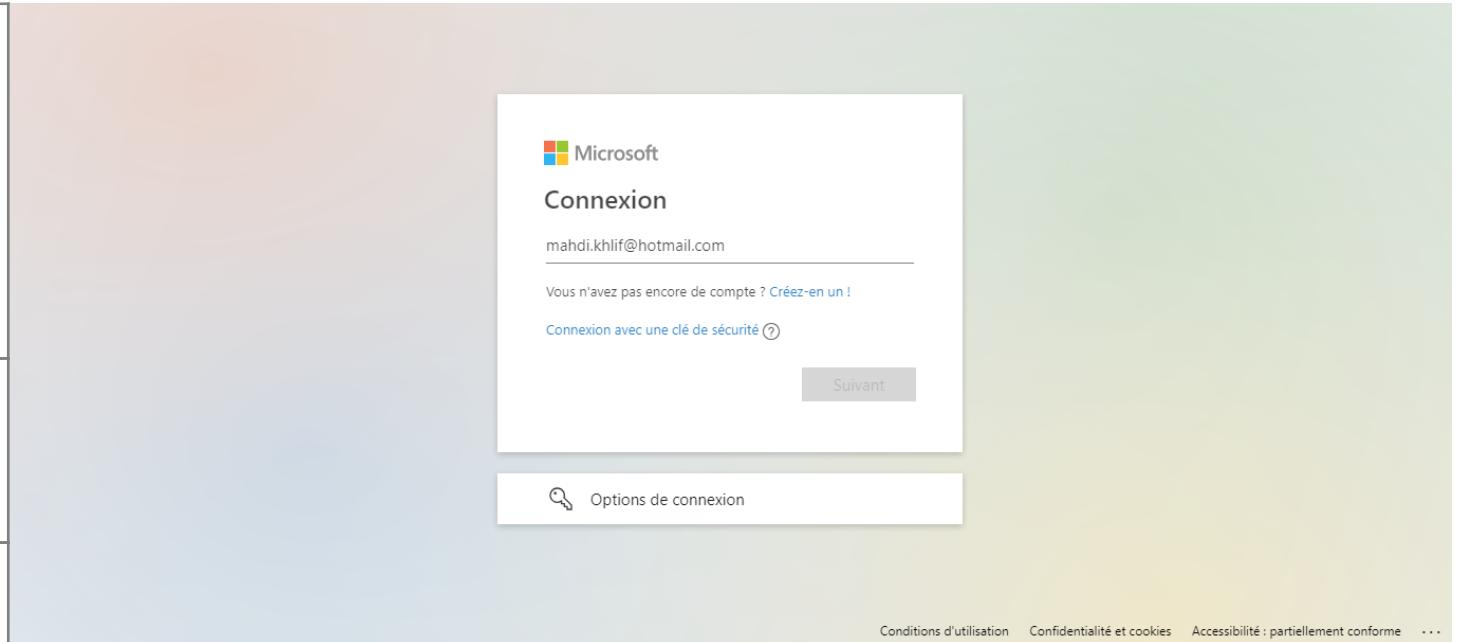 Microsoft
Connexion
mahdi.khlif@hotmail.com
Vous n'avez pas encore de compte ? Créez-en un !
Connexion avec une clé de sécurité ?
Suivant
Options de connexion
Conditions d'utilisation Confidentialité et cookies Accessibilité : partiellement conforme ...